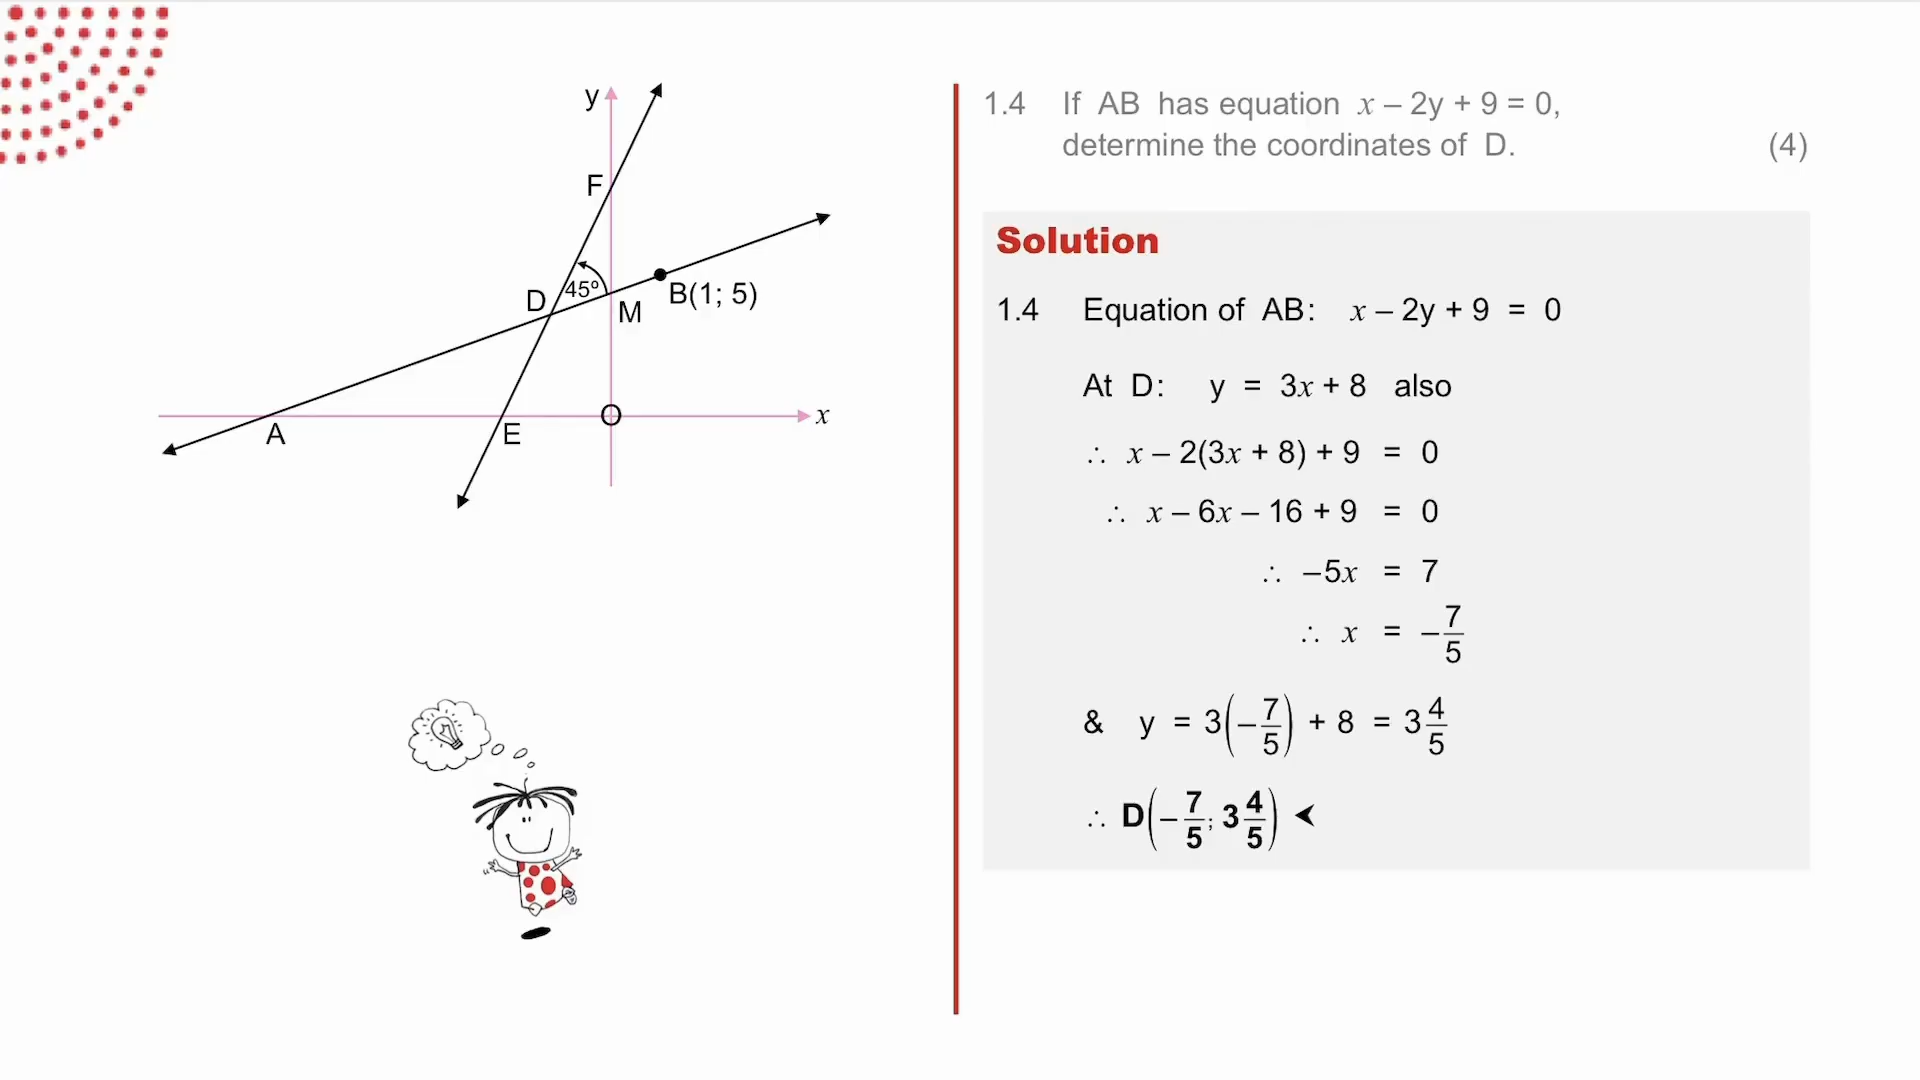 y
F
45º
D
M
B(1; 5)
O
x
A
E
1.4 If AB has equation x – 2y + 9 = 0,
determine the coordinates of D. (4)
Solution
1.4 Equation of AB: x – 2y + 9 = 0
At D: y = 3x + 8 also
∴ x – 2(3x + 8) + 9 = 0
∴ x – 6x – 16 + 9 = 0
∴ –5x = 7
∴ x = –7/5
& y = 3(–7/5) + 8 = 3 4/5
∴ D(–7/5; 3 4/5) ⮜